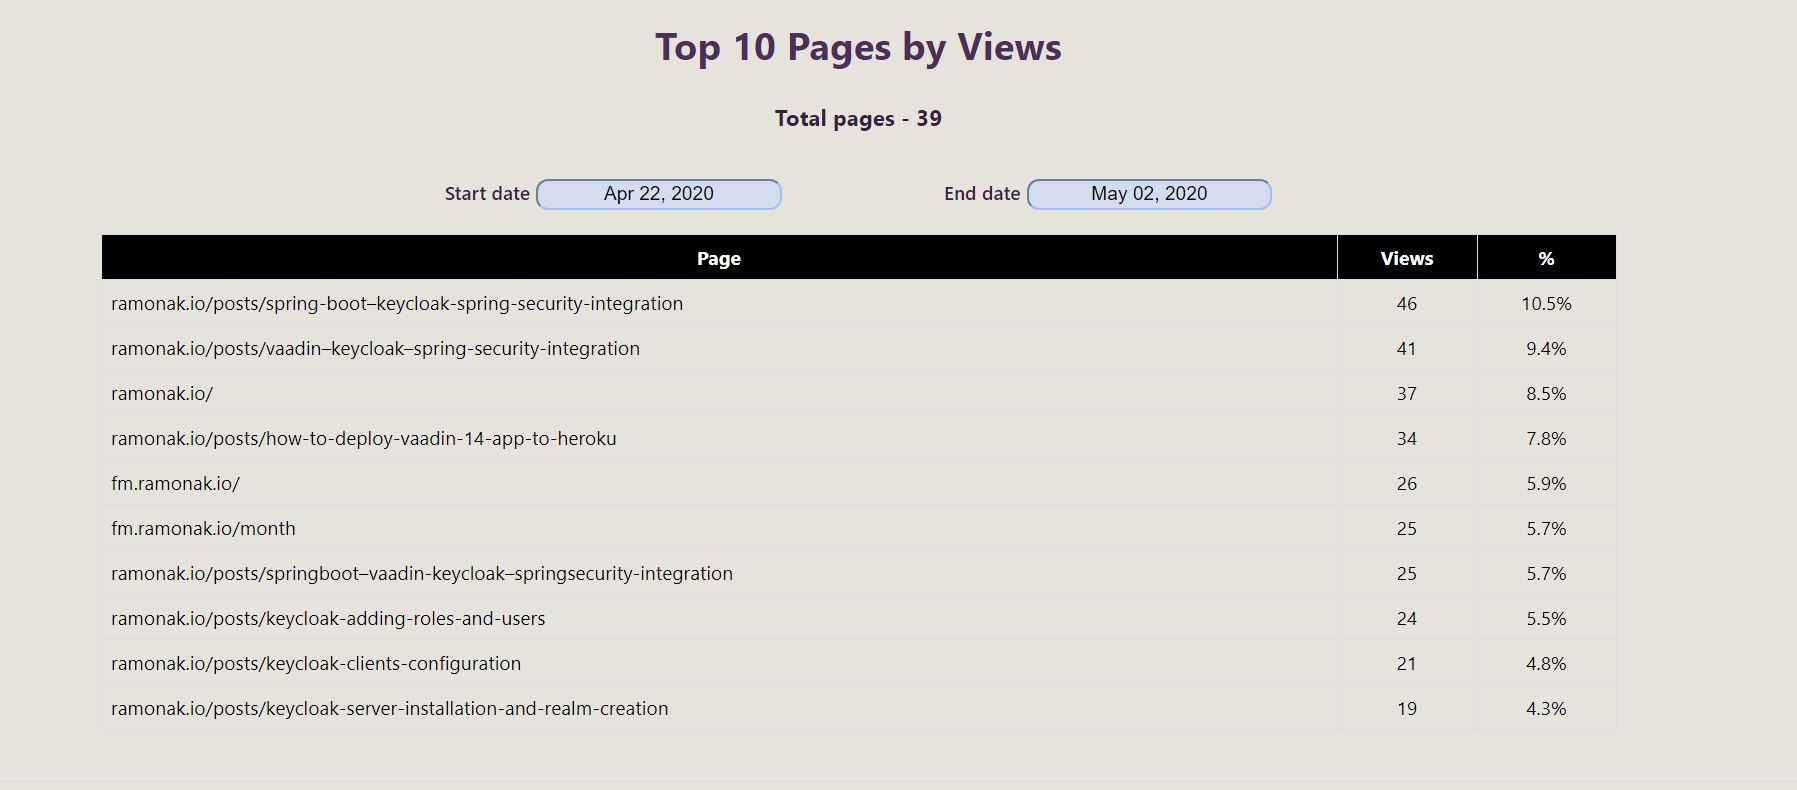 Top 10 Pages by Views
Total pages - 39
Start date Apr 22, 2020 End date May 02, 2020
Page Views %
ramonak.io/posts/spring-boot–keycloak-spring-security-integration 46 10.5%
ramonak.io/posts/vaadin–keycloak–spring-security-integration 41 9.4%
ramonak.io/ 37 8.5%
ramonak.io/posts/how-to-deploy-vaadin-14-app-to-heroku 34 7.8%
fm.ramonak.io/ 26 5.9%
fm.ramonak.io/month 25 5.7%
ramonak.io/posts/springboot–vaadin-keycloak–springsecurity-integration 25 5.7%
ramonak.io/posts/keycloak-adding-roles-and-users 24 5.5%
ramonak.io/posts/keycloak-clients-configuration 21 4.8%
ramonak.io/posts/keycloak-server-installation-and-realm-creation 19 4.3%